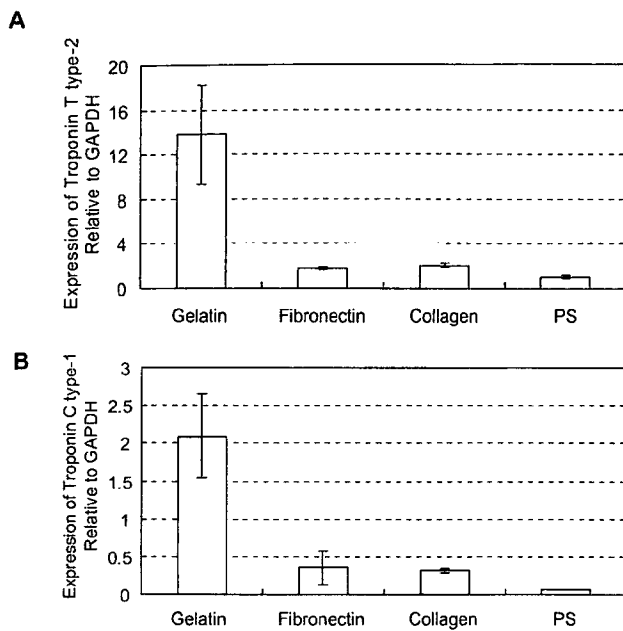 A
Expression of Troponin T type-2
Relative to GAPDH
20
16
12
8
4
0
Gelatin Fibronectin Collagen PS
B
Expression of Troponin C type-1
Relative to GAPDH
3
2.5
2
1.5
1
0.5
0
Gelatin Fibronectin Collagen PS